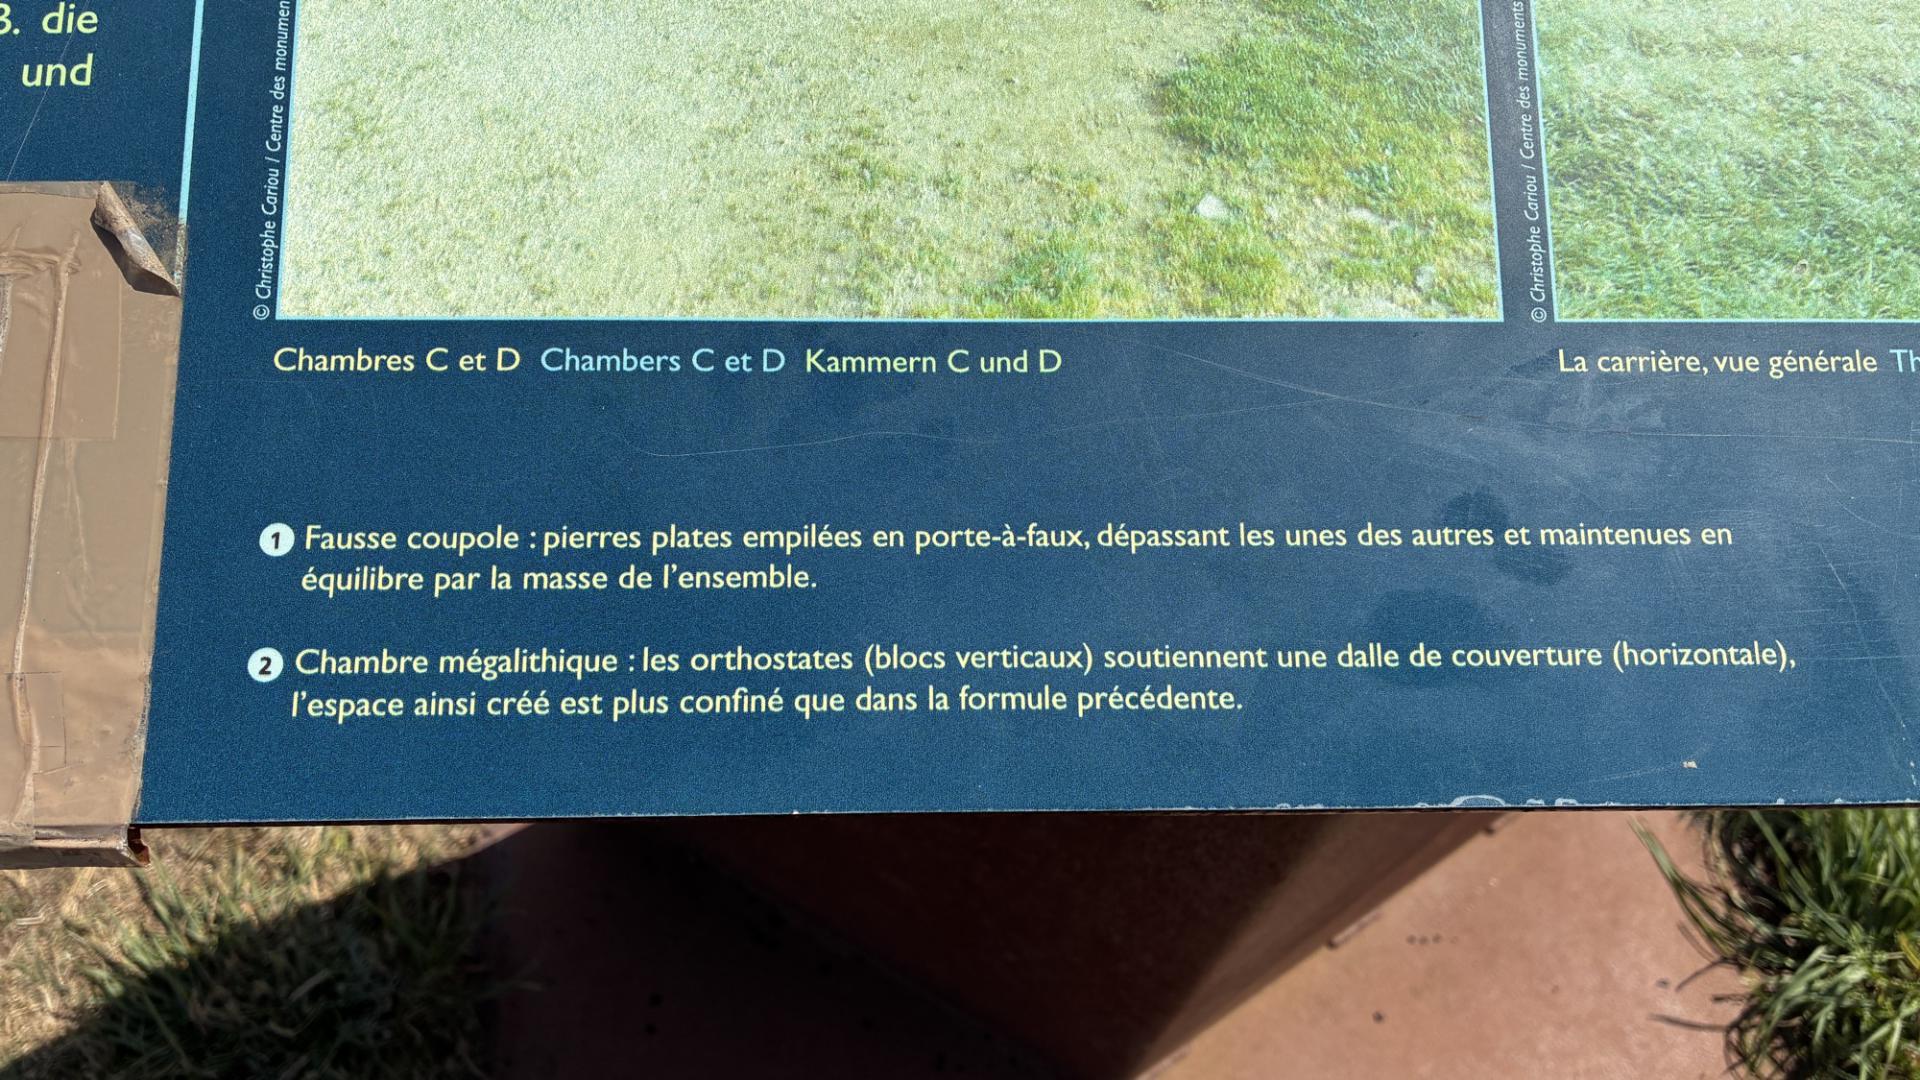 3. die
und
© Christophe Cariou / Centre des
© Christophe Cariou / Centre des monuments
Chambres C et D Chambers C et D Kammern C und D
La carrière, vue générale
1 Fausse coupole : pierres plates empilées en porte-à-faux, dépassant les unes des autres et maintenues en
équilibre par la masse de l'ensemble.
2 Chambre mégalithique : les orthostates (blocs verticaux) soutiennent une dalle de couverture (horizontale),
l'espace ainsi créé est plus confiné que dans la formule précédente.